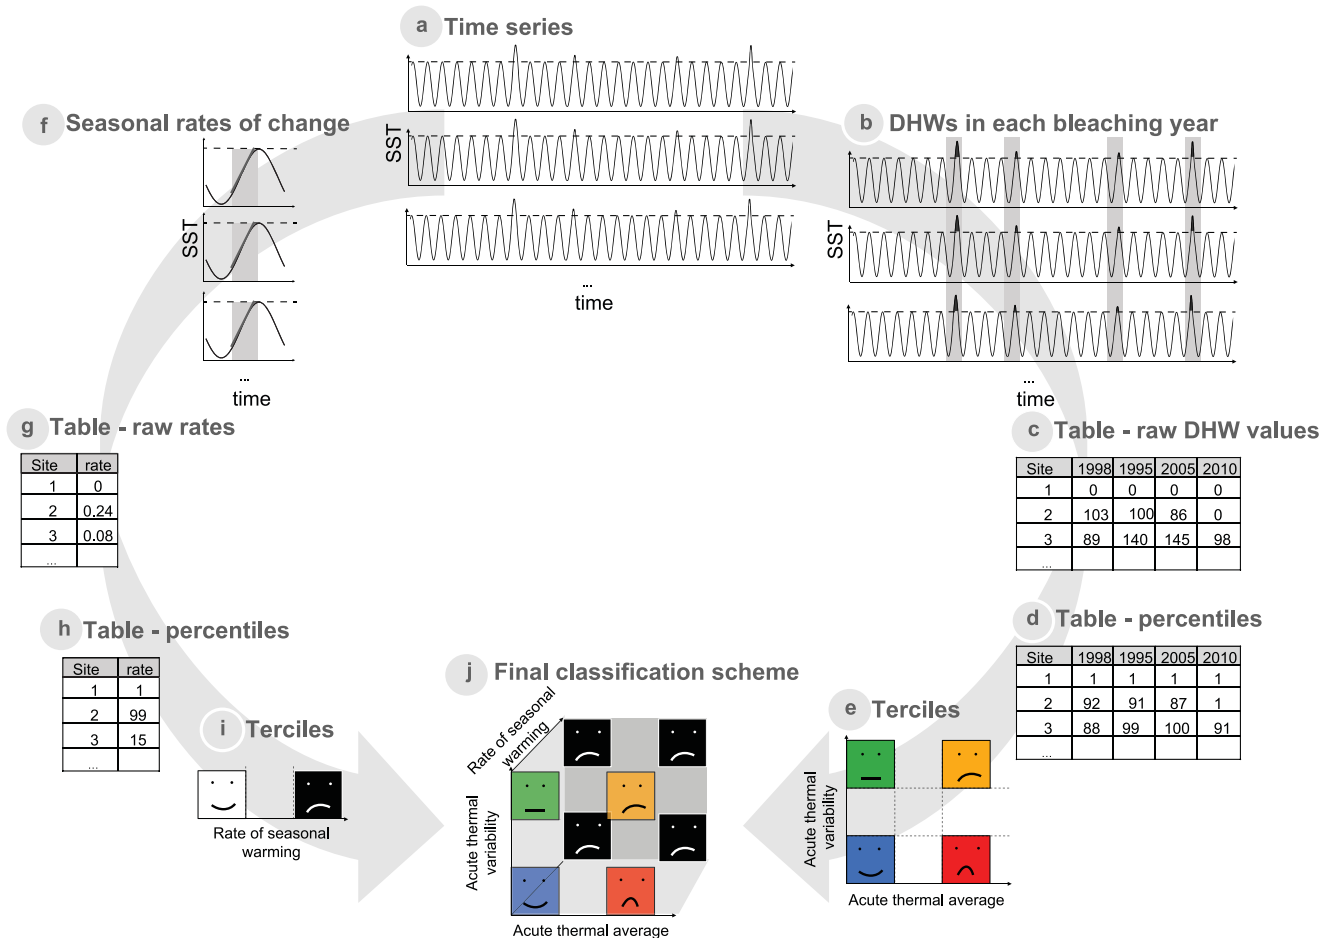 a Time series
SST
...
time
b DHWs in each bleaching year
SST
...
time
c Table - raw DHW values
Site 1998 1995 2005 2010
1 0 0 0 0
2 103 100 86 0
3 89 140 145 98
...
d Table - percentiles
Site 1998 1995 2005 2010
1 1 1 1 1
2 92 91 87 1
3 88 99 100 91
...
e Terciles
Acute thermal
variability
Acute thermal average
f Seasonal rates of change
SST
...
time
g Table - raw rates
Site rate
1 0
2 0.24
3 0.08
...
h Table - percentiles
Site rate
1 1
2 99
3 15
...
i Terciles
Rate of seasonal
warming
j Final classification scheme
Rate of seasonal
warming
Acute thermal
variability
Acute thermal average